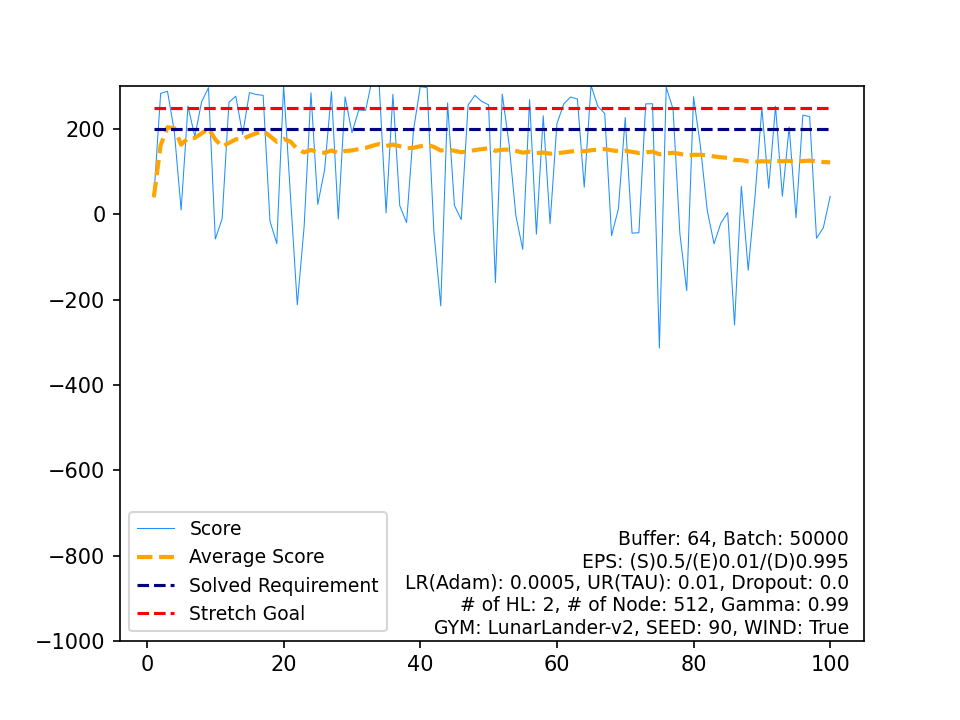 200
0
−200
−400
−600
−800
−1000
0
20
40
60
80
100
Score
Average Score
Solved Requirement
Stretch Goal
Buffer: 64, Batch: 50000
EPS: (S)0.5/(E)0.01/(D)0.995
LR(Adam): 0.0005, UR(TAU): 0.01, Dropout: 0.0
# of HL: 2, # of Node: 512, Gamma: 0.99
GYM: LunarLander-v2, SEED: 90, WIND: True